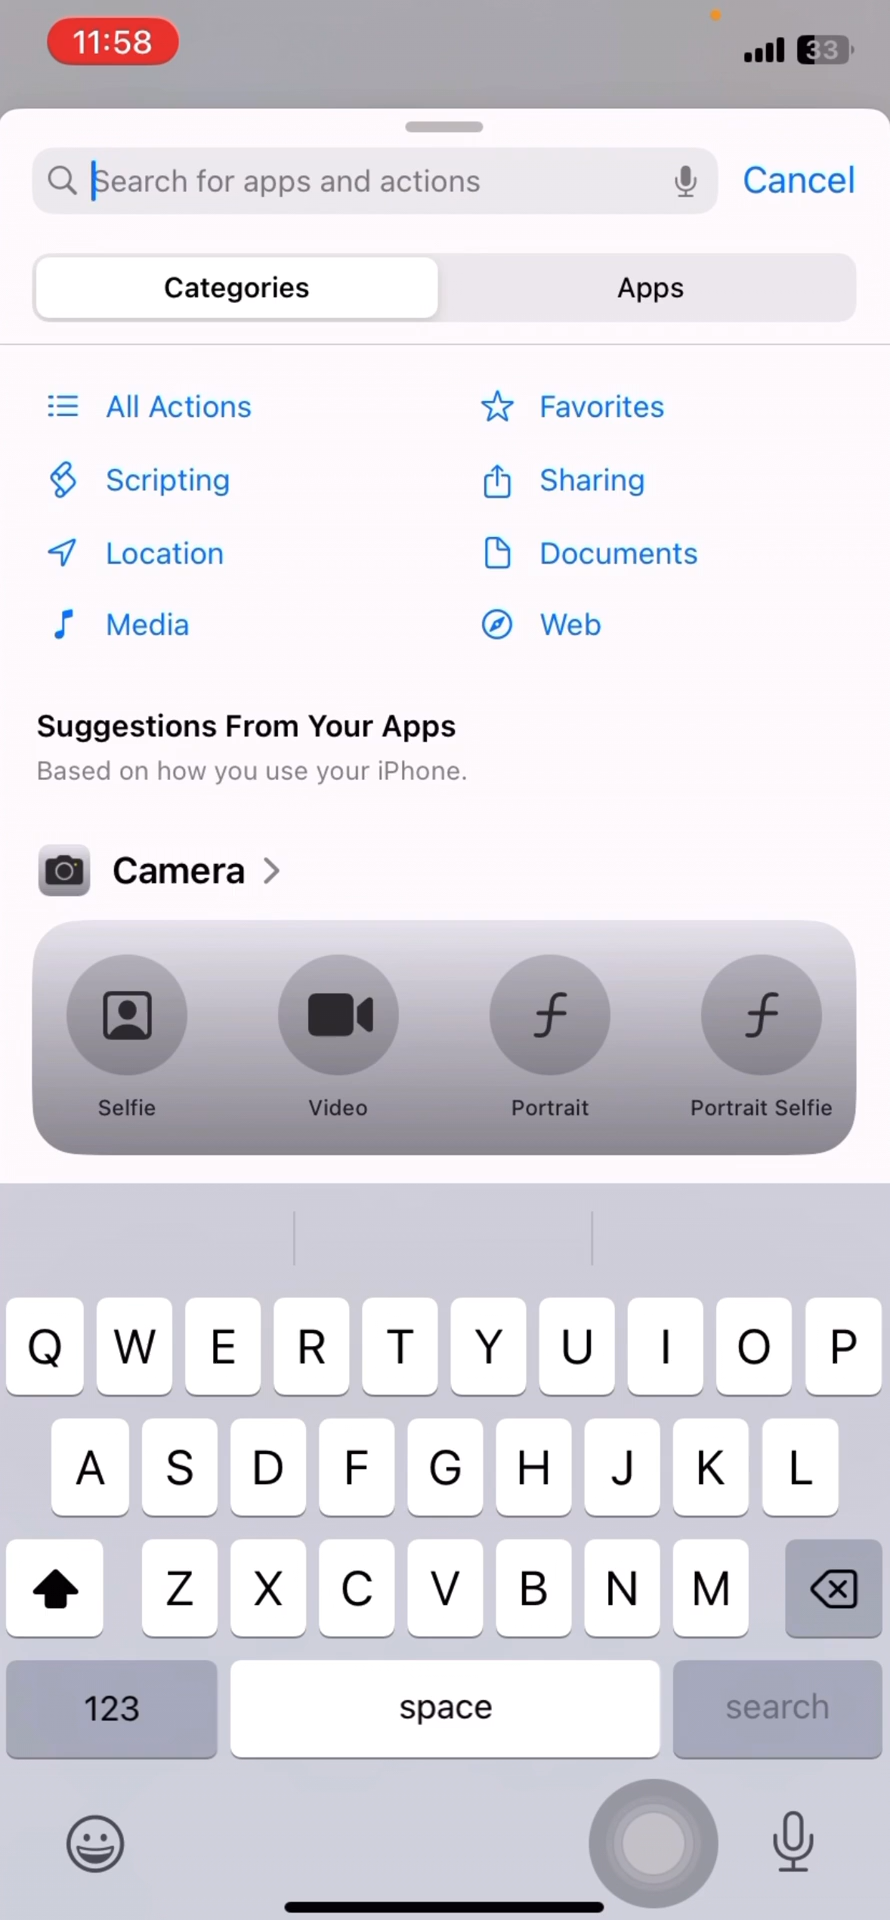 11:58
33
Search for apps and actions
Cancel
Categories
Apps
All Actions
Favorites
Scripting
Sharing
Location
Documents
Media
Web
Suggestions From Your Apps
Based on how you use your iPhone.
Camera
Selfie
Video
Portrait
Portrait Selfie
Q W E R T Y U I O P
A S D F G H J K L
Z X C V B N M
123
space
search